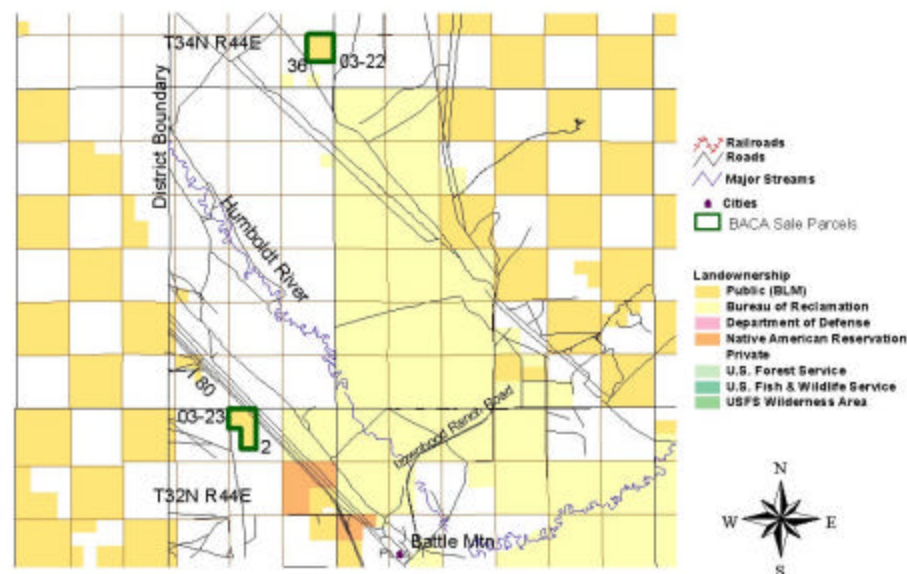 T34N R44E
36
03-22
District Boundary
Humboldt River
I 80
03-23
2
T32N R44E
Ranch Road
Battle Mtn
Railroads
Roads
Major Streams
Cities
BACA Sale Parcels
Landownership
Public (BLM)
Bureau of Reclamation
Department of Defense
Native American Reservation
Private
U.S. Forest Service
U.S. Fish & Wildlife Service
USFS Wilderness Area
N
W
E
S